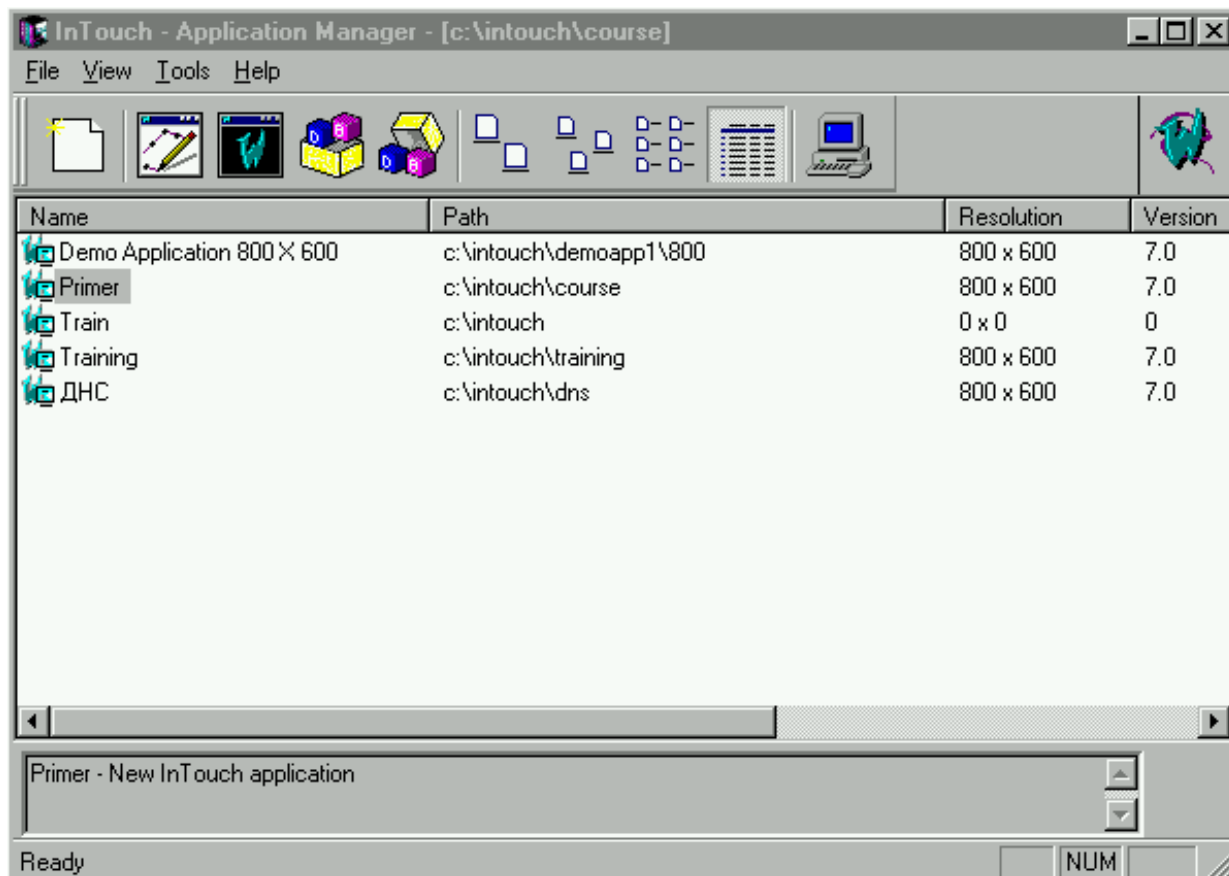 InTouch - Application Manager - [c:\intouch\course]
File View Tools Help
Name Path Resolution Version
Demo Application 800 X 600 c:\intouch\demoapp1\800 800 x 600 7.0
Primer c:\intouch\course 800 x 600 7.0
Train c:\intouch 0 x 0 0
Training c:\intouch\training 800 x 600 7.0
ДНС c:\intouch\dns 800 x 600 7.0
Primer - New InTouch application
Ready NUM